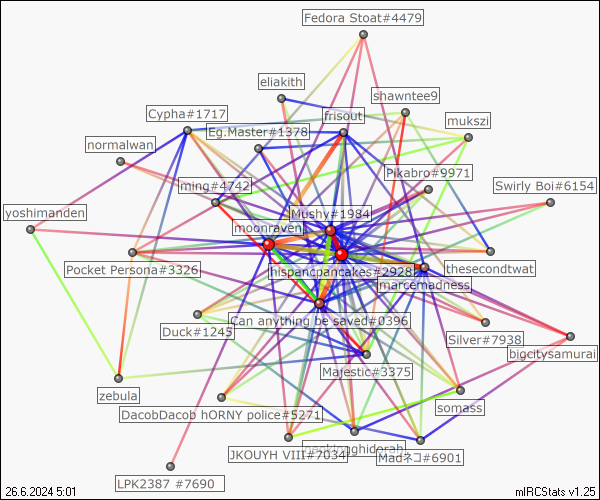 Fedora Stoat#4479
eliakith
shawntee9
Cypha#1717
frisout
mukszi
Eg.Master#1378
normalwan
Pikabro#9971
ming#4742
Swirly Boi#6154
yoshimanden
Mushy#1984
moonraven
Pocket Persona#3326
hispancpancakes#2928
thesecondtwat
marcemadness
Can anything be saved#0396
Duck#1245
Silver#7938
bigcitysamurai
Majestic#3375
zebula
somass
DacobDacob hORNY police#5271
JKOUYH VIII#7034
Madネコ#6901
LPK2387 #7690
26.6.2024 5:01
mIRCStats v1.25